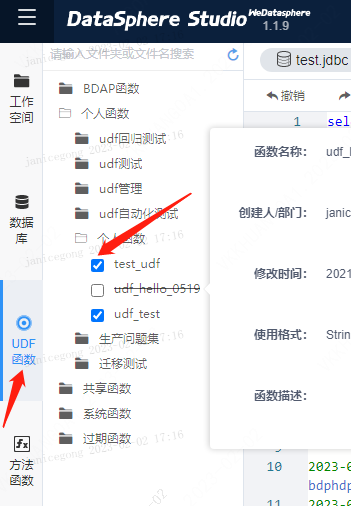 DataSphere Studio WeDatasphere
1.1.9
请输入文件夹或文件名搜索
test.jdbc
工作
空间
BDAP函数
撤销
个人函数
1 sel
udf回归测试
函数名称: udf_h
udf测试
udf管理
数据
库
udf自动化测试
创建人/部门: janic
个人函数
test_udf
修改时间: 2021
udf_hello_0519
UDF
函数
udf_test
使用格式: Strin
生产问题集
迁移测试
共享函数
函数描述:
系统函数
过期函数
方法
函数
10 2023-0
bdphdp
11 2023-0
janicegong 2023-02-02 17:16